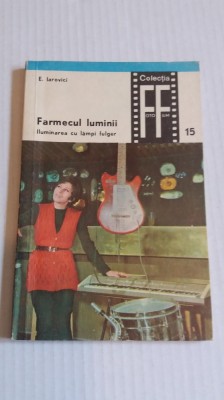 E. Iarovici
Colecția
FF
Farmecul luminii
Iluminarea cu lămpi fulger
15